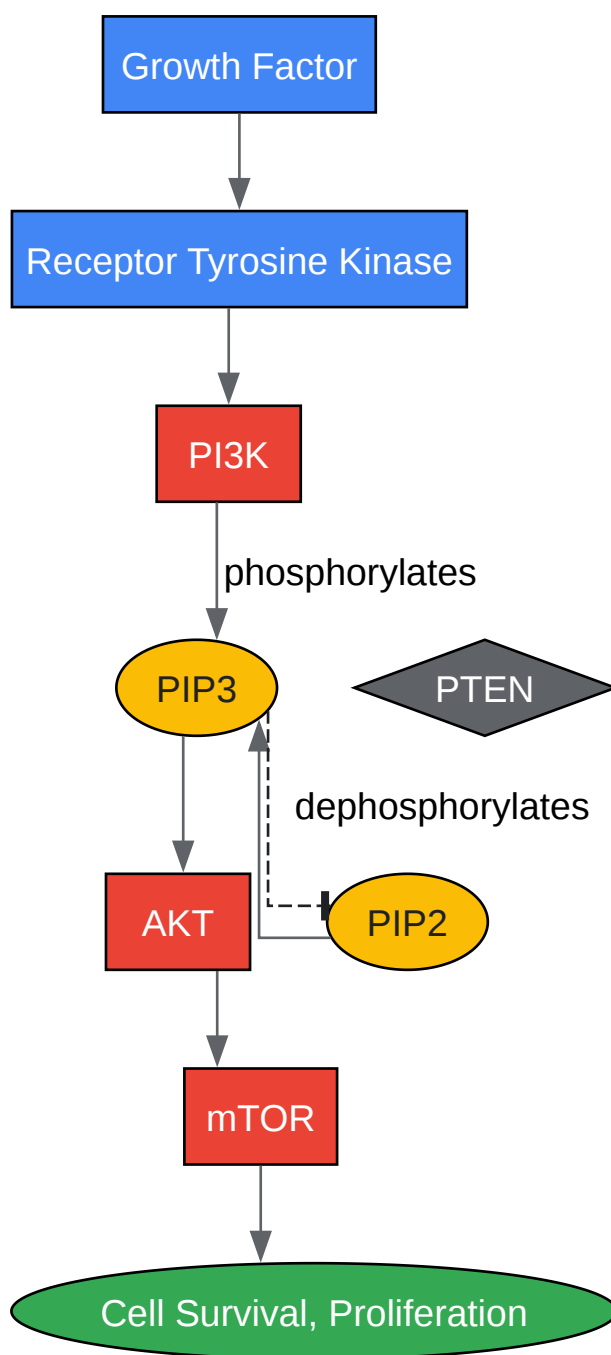 Growth Factor
Receptor Tyrosine Kinase
PI3K
phosphorylates
PIP3
PTEN
dephosphorylates
AKT
PIP2
mTOR
Cell Survival, Proliferation